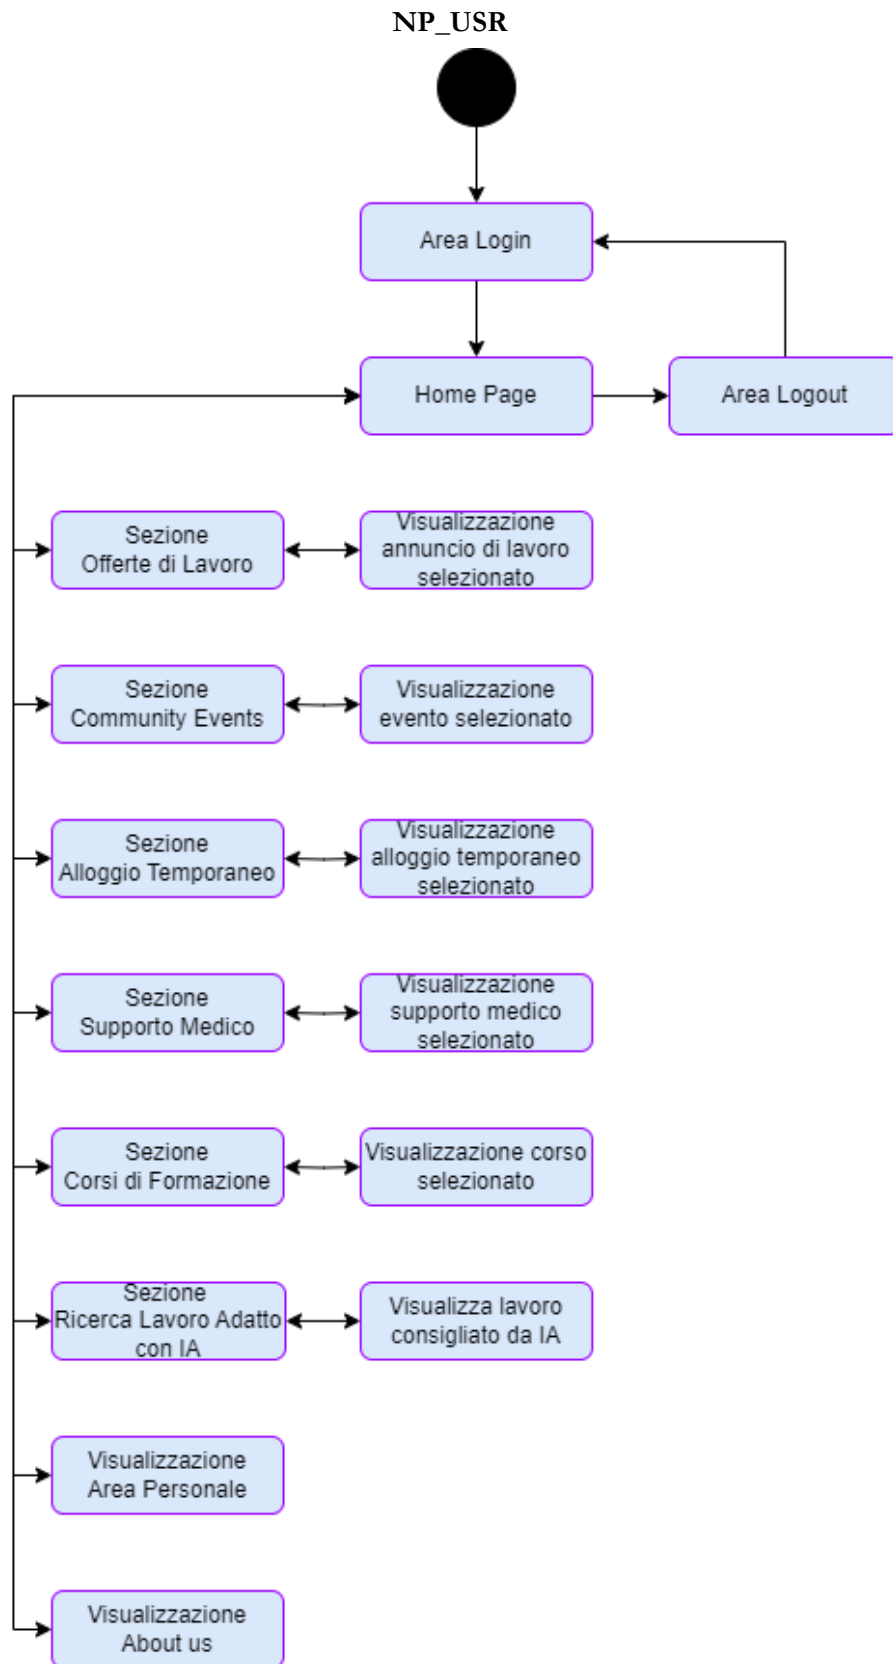 NP_USR
Area Login
Home Page
Area Logout
Sezione
Offerte di Lavoro
Visualizzazione
annuncio di lavoro
selezionato
Sezione
Community Events
Visualizzazione
evento selezionato
Sezione
Alloggio Temporaneo
Visualizzazione
alloggio temporaneo
selezionato
Sezione
Supporto Medico
Visualizzazione
supporto medico
selezionato
Sezione
Corsi di Formazione
Visualizzazione corso
selezionato
Sezione
Ricerca Lavoro Adatto
con IA
Visualizza lavoro
consigliato da IA
Visualizzazione
Area Personale
Visualizzazione
About us